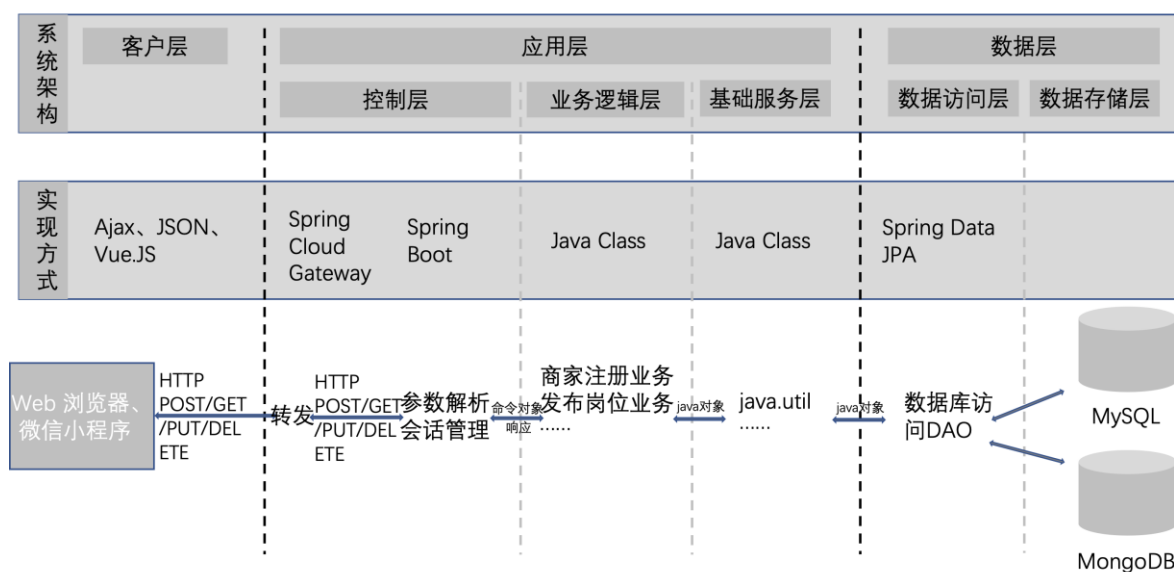 系统架构
客户层
应用层
数据层
控制层
业务逻辑层
基础服务层
数据访问层
数据存储层
实现方式
Ajax、JSON、
Vue.JS
Spring
Cloud
Gateway
Spring
Boot
Java Class
Java Class
Spring Data
JPA
Web 浏览器、
微信小程序
HTTP
POST/GET
/PUT/DEL
ETE
转发
HTTP
POST/GET
/PUT/DEL
ETE
参数解析
会话管理
命令对象
响应
商家注册业务
发布岗位业务
......
java对象
java.util
......
java对象
数据库访
问DAO
MySQL
MongoDB